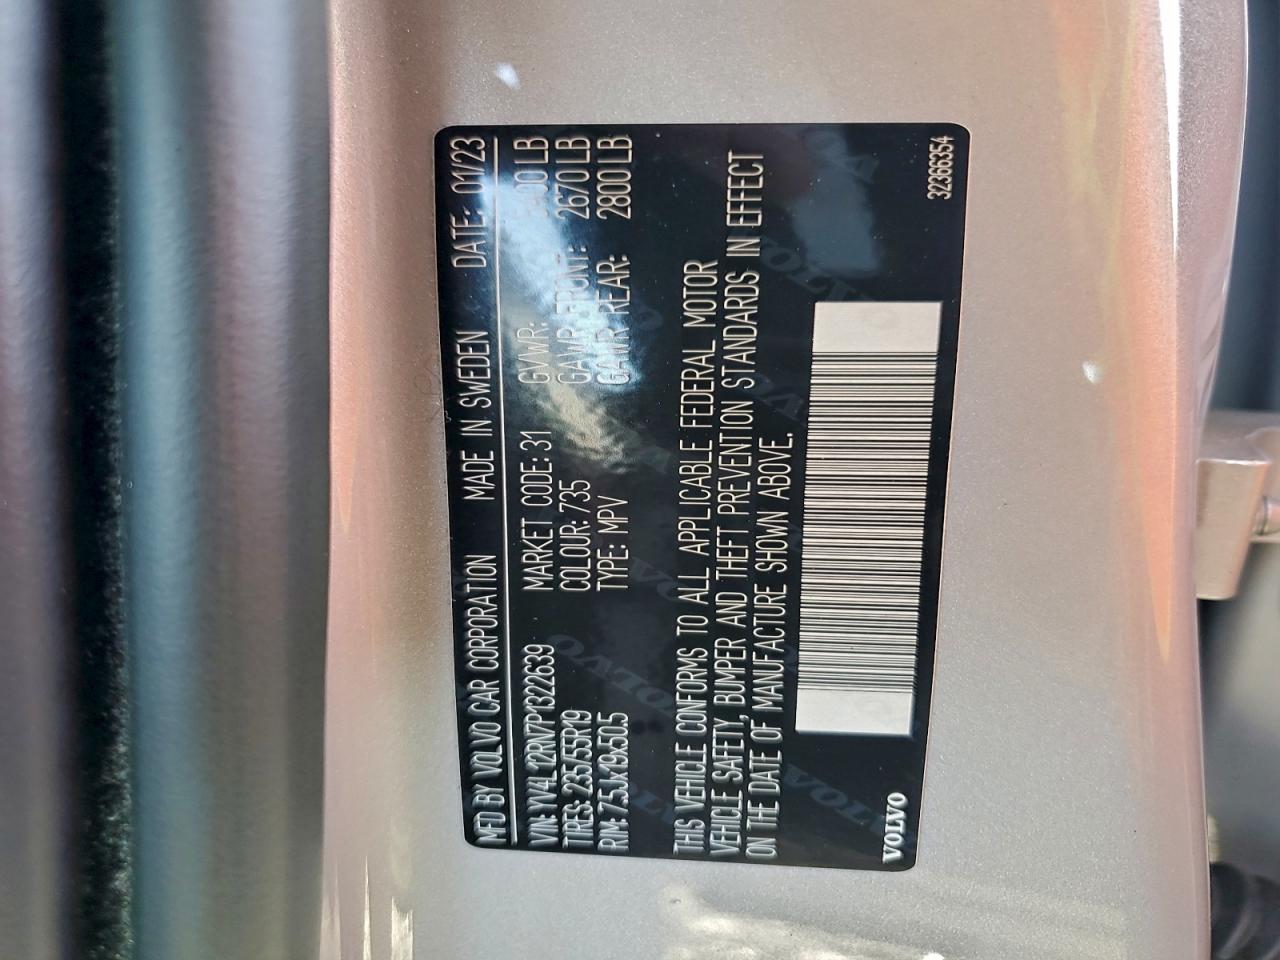 MFD BY VOLVO CAR CORPORATION MADE IN SWEDEN DATE: 01/23
VIN: YV4L12RN7P1322639 MARKET CODE: 31 GVWR: LB
TIRES: 235/55R19 COLOUR: 735 GAWR FRONT: 2670 LB
RIM: 7.5Jx19x50.5 TYPE: MPV GAWR REAR: 2800 LB
THIS VEHICLE CONFORMS TO ALL APPLICABLE FEDERAL MOTOR
VEHICLE SAFETY, BUMPER AND THEFT PREVENTION STANDARDS IN EFFECT
ON THE DATE OF MANUFACTURE SHOWN ABOVE.
VOLVO 32366354